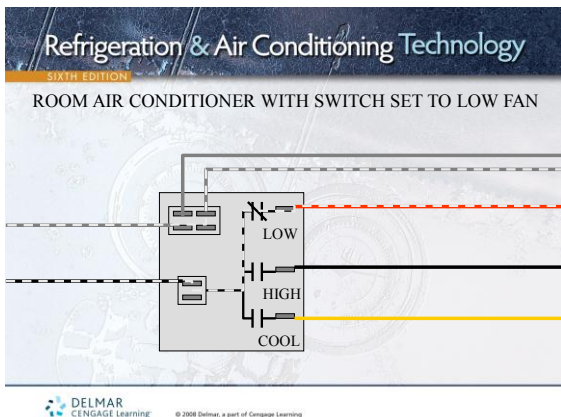 Refrigeration & Air Conditioning Technology
SIXTH EDITION
ROOM AIR CONDITIONER WITH SWITCH SET TO LOW FAN
LOW
HIGH
COOL
DELMAR
CENGAGE Learning
© 2008 Delmar, a part of Cengage Learning